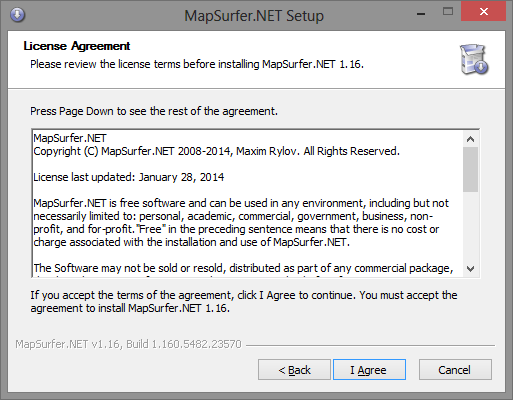 MapSurfer.NET Setup
License Agreement
Please review the license terms before installing MapSurfer.NET 1.16.
Press Page Down to see the rest of the agreement.
MapSurfer.NET
Copyright (C) MapSurfer.NET 2008-2014, Maxim Rylov. All Rights Reserved.
License last updated: January 28, 2014
MapSurfer.NET is free software and can be used in any environment, including but not
necessarily limited to: personal, academic, commercial, government, business, non-
profit, and for-profit."Free" in the preceding sentence means that there is no cost or
charge associated with the installation and use of MapSurfer.NET.
The Software may not be sold or resold, distributed as part of any commercial package,
If you accept the terms of the agreement, click I Agree to continue. You must accept the
agreement to install MapSurfer.NET 1.16.
MapSurfer.NET v1.16, Build 1.160.5482.23570
< Back
I Agree
Cancel